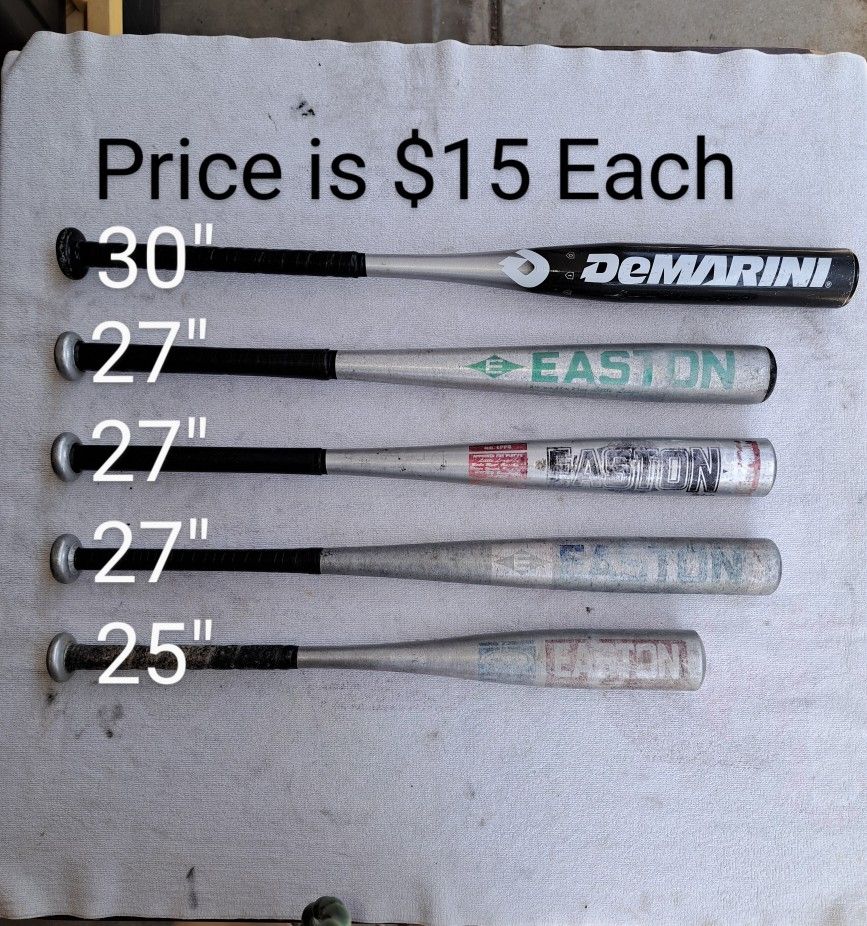 Price is $15 Each
30"
DeMARINI
27"
E EASTON
27"
EASTON
27"
E EASTON
25"
EASTON